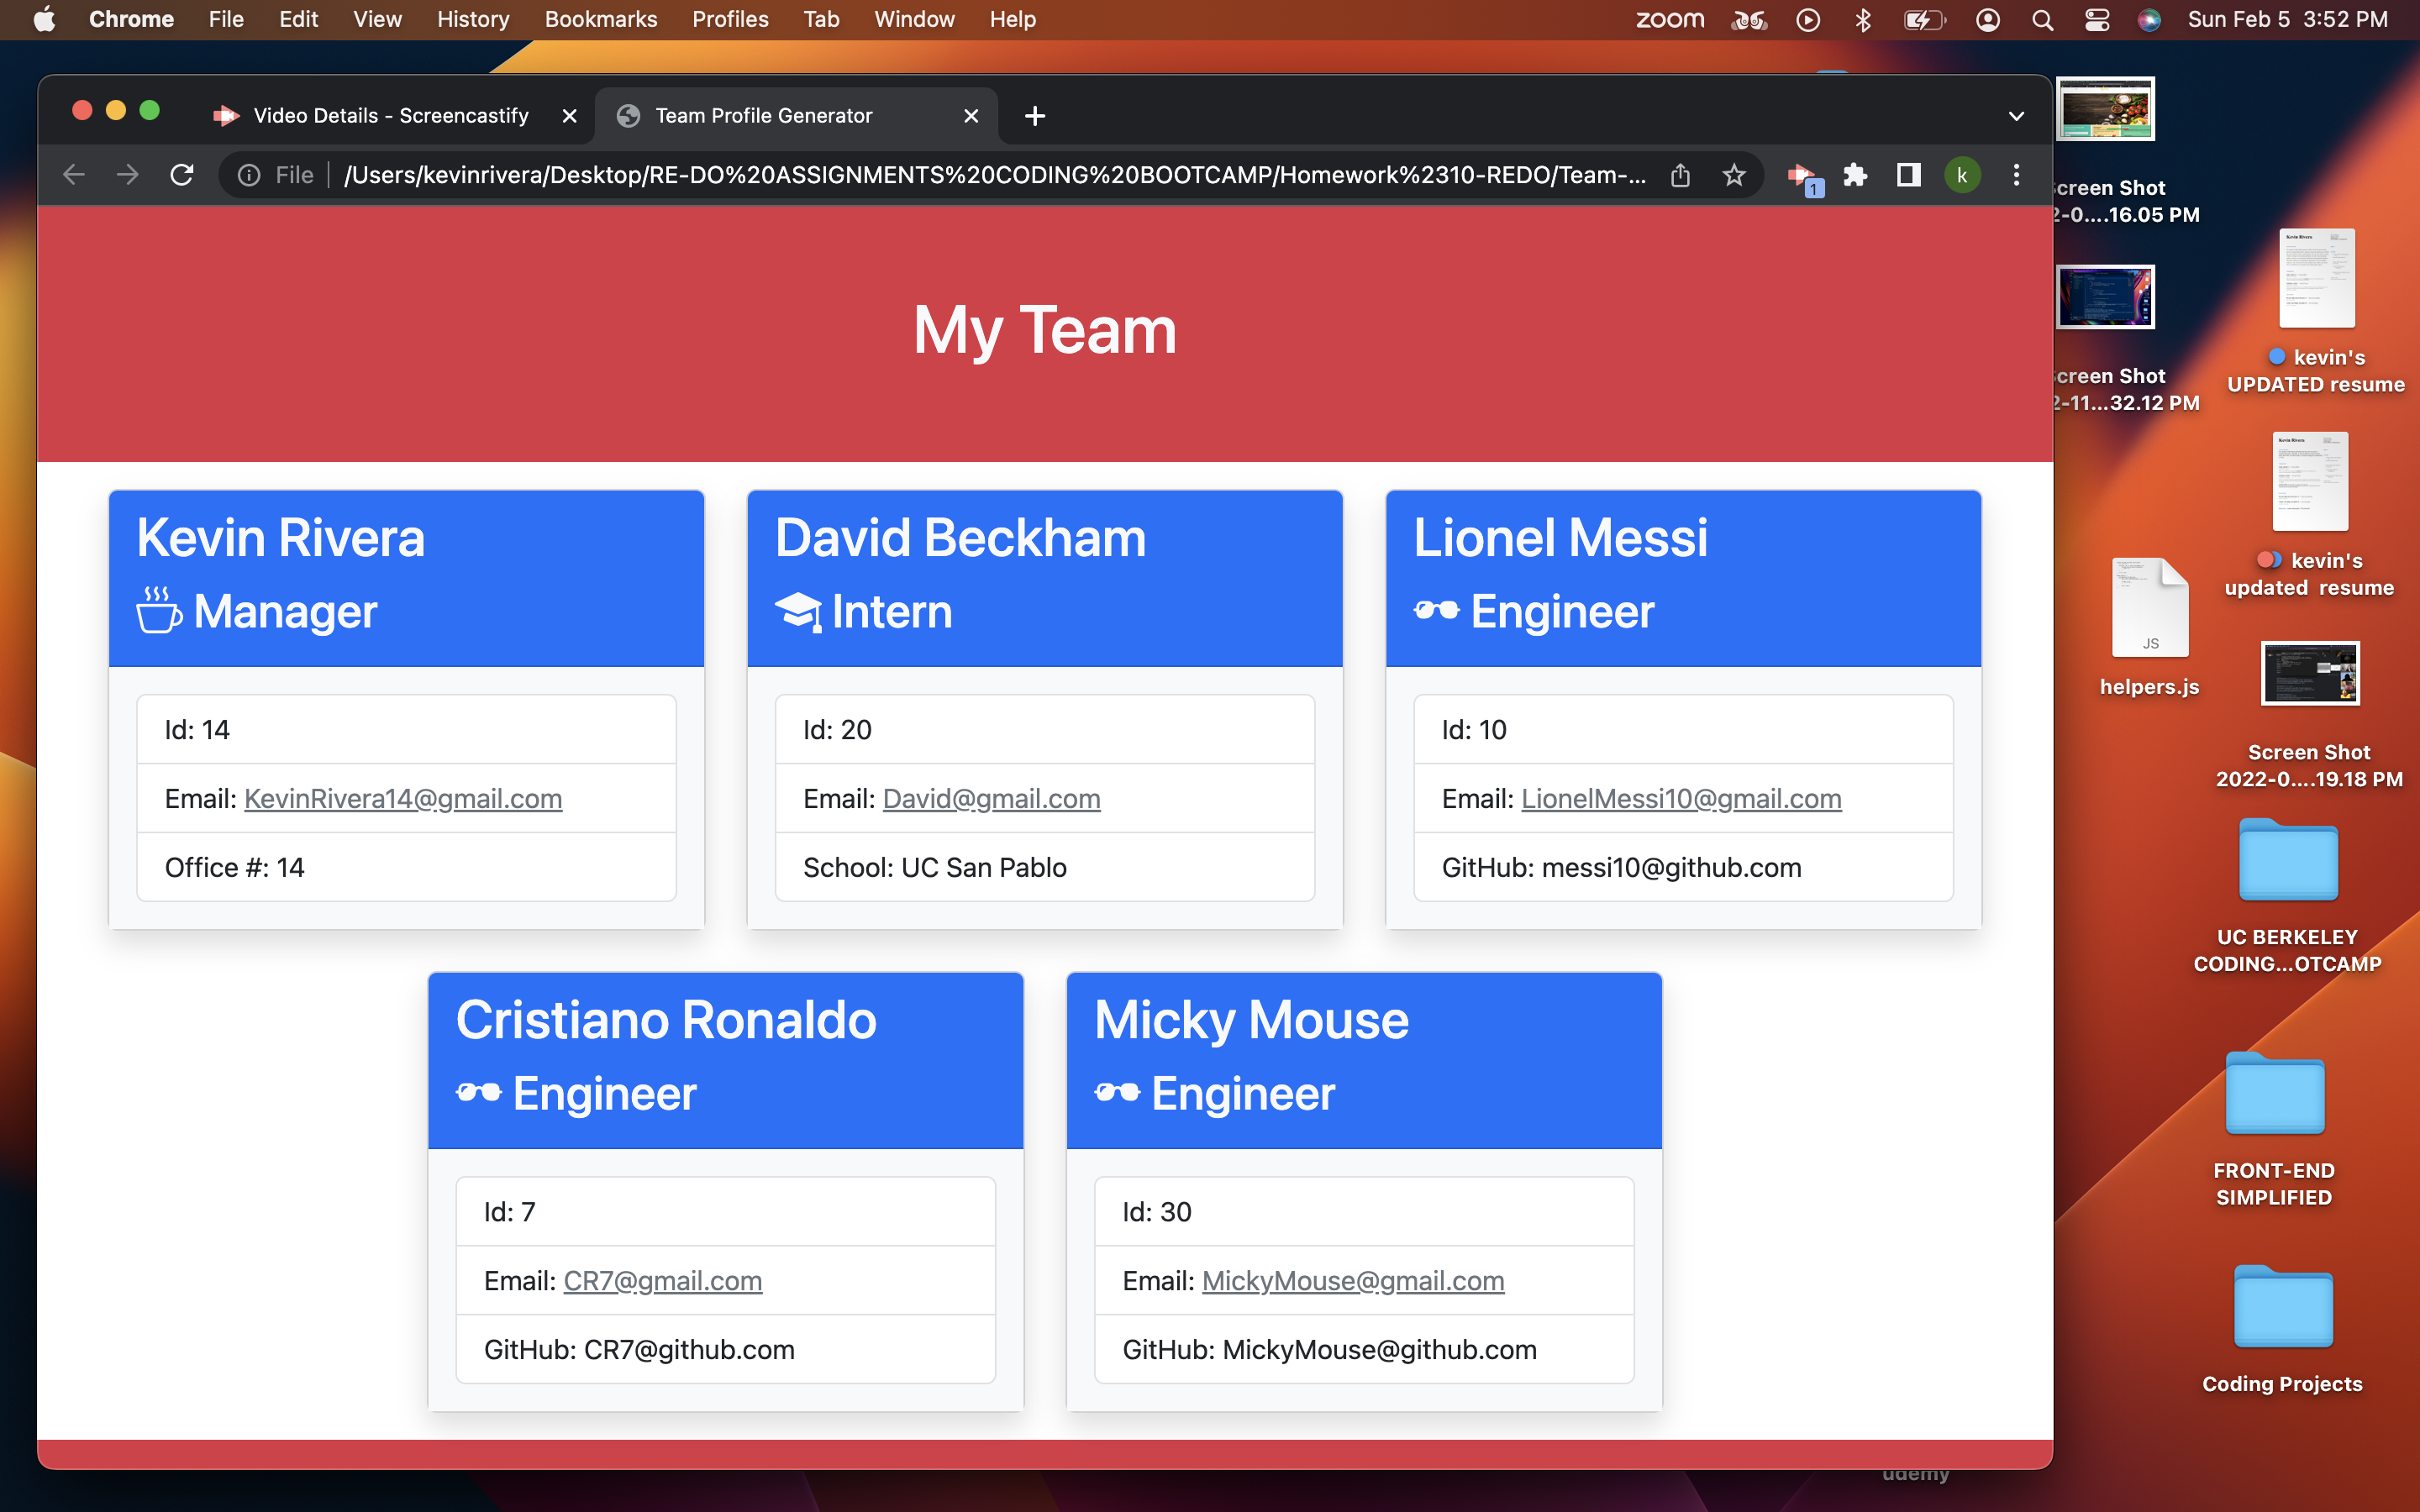 Chrome File Edit View History Bookmarks Profiles Tab Window Help zoom Sun Feb 5 3:52 PM
Video Details - Screencastify Team Profile Generator
File /Users/kevinrivera/Desktop/RE-DO%20ASSIGNMENTS%20CODING%20BOOTCAMP/Homework%2310-REDO/Team-... 1 k
My Team
Kevin Rivera
Manager
Id: 14
Email: KevinRivera14@gmail.com
Office #: 14
David Beckham
Intern
Id: 20
Email: David@gmail.com
School: UC San Pablo
Lionel Messi
Engineer
Id: 10
Email: LionelMessi10@gmail.com
GitHub: messi10@github.com
Cristiano Ronaldo
Engineer
Id: 7
Email: CR7@gmail.com
GitHub: CR7@github.com
Micky Mouse
Engineer
Id: 30
Email: MickyMouse@gmail.com
GitHub: MickyMouse@github.com
creen Shot
2-0....16.05 PM
creen Shot
2-11...32.12 PM
Kevin Rivera
kevin's
UPDATED resume
Kevin Rivera
kevin's
updated resume
JS
helpers.js
Screen Shot
2022-0....19.18 PM
UC BERKELEY
CODING...OTCAMP
FRONT-END
SIMPLIFIED
Coding Projects
udemy